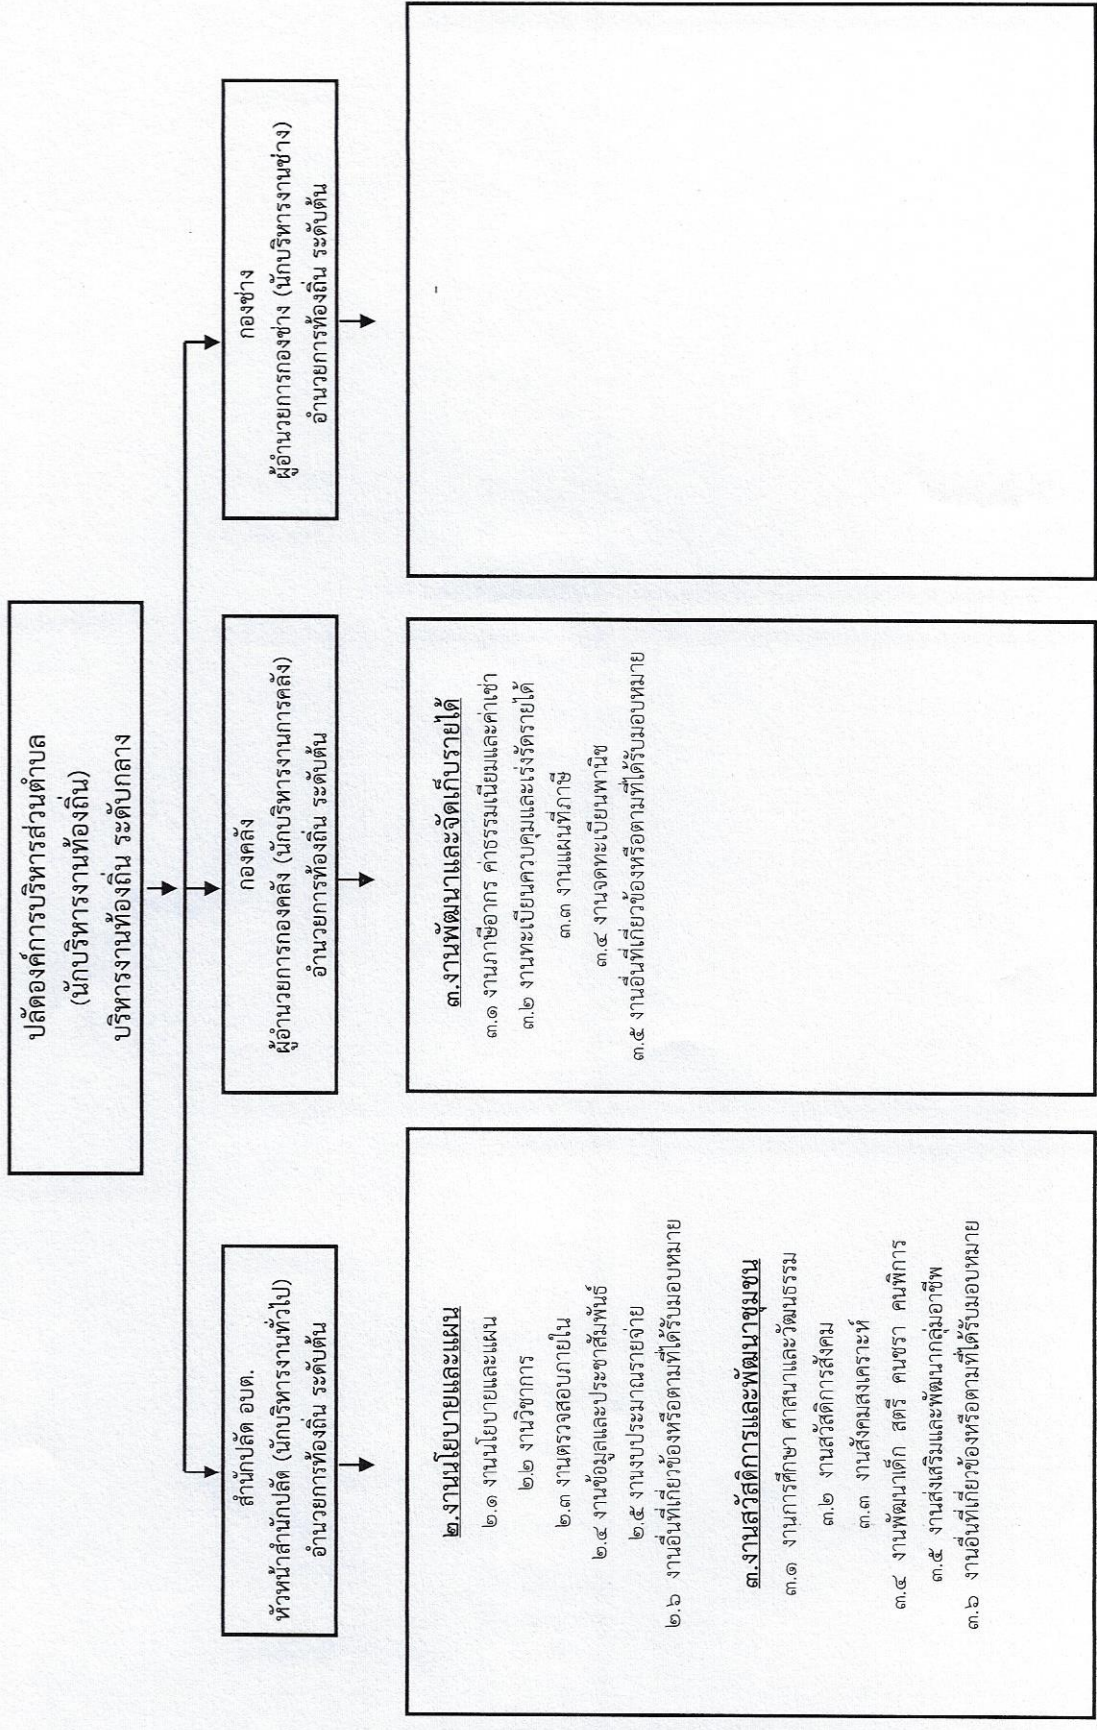 ปลัดองค์การบริหารส่วนตำบล
(นักบริหารงานท้องถิ่น)
บริหารงานท้องถิ่น ระดับกลาง
สำนักปลัด อบต.
หัวหน้าสำนักปลัด (นักบริหารงานทั่วไป)
อำนวยการท้องถิ่น ระดับต้น
กองคลัง
ผู้อำนวยการกองคลัง (นักบริหารงานการคลัง)
อำนวยการท้องถิ่น ระดับต้น
กองช่าง
ผู้อำนวยการกองช่าง (นักบริหารงานช่าง)
อำนวยการท้องถิ่น ระดับต้น
๒.งานนโยบายและแผน
๒.๑ งานนโยบายและแผน
๒.๒ งานวิชาการ
๒.๓ งานตรวจสอบภายใน
๒.๔ งานข้อมูลและประชาสัมพันธ์
๒.๕ งานงบประมาณรายจ่าย
๒.๖ งานอื่นที่เกี่ยวข้องหรือตามที่ได้รับมอบหมาย
๓.งานสวัสดิการและพัฒนาชุมชน
๓.๑ งานการศึกษา ศาสนาและวัฒนธรรม
๓.๒ งานสวัสดิการสังคม
๓.๓ งานสังคมสงเคราะห์
๓.๔ งานพัฒนาเด็ก สตรี คนชรา คนพิการ
๓.๕ งานส่งเสริมและพัฒนากลุ่มอาชีพ
๓.๖ งานอื่นที่เกี่ยวข้องหรือตามที่ได้รับมอบหมาย
๓.งานพัฒนาและจัดเก็บรายได้
๓.๑ งานภาษีอากร ค่าธรรมเนียมและค่าเช่า
๓.๒ งานทะเบียนควบคุมและเร่งรัดรายได้
๓.๓ งานแผนที่ภาษี
๓.๔ งานจดทะเบียนพานิช
๓.๕ งานอื่นที่เกี่ยวข้องหรือตามที่ได้รับมอบหมาย
-